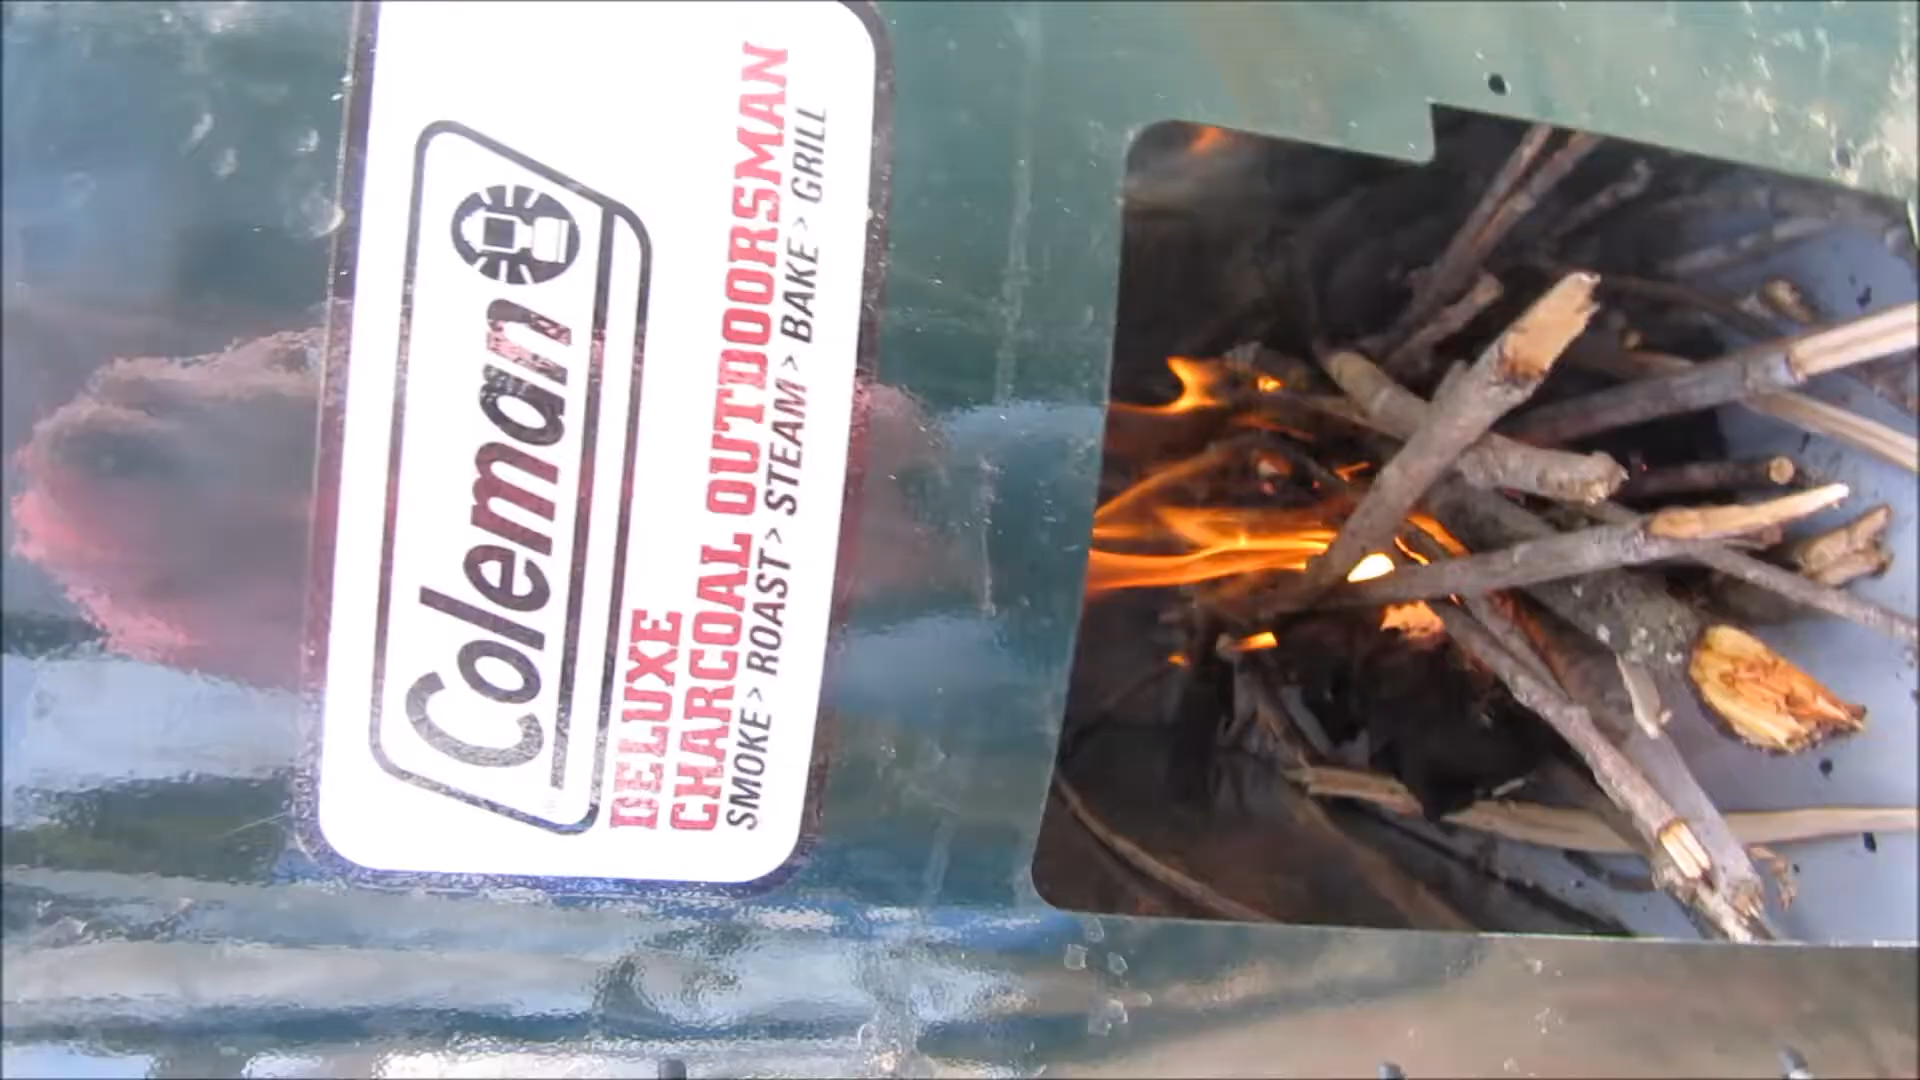 Coleman
DELUXE
CHARCOAL OUTDOORSMAN
SMOKE > ROAST > STEAM > BAKE > GRILL